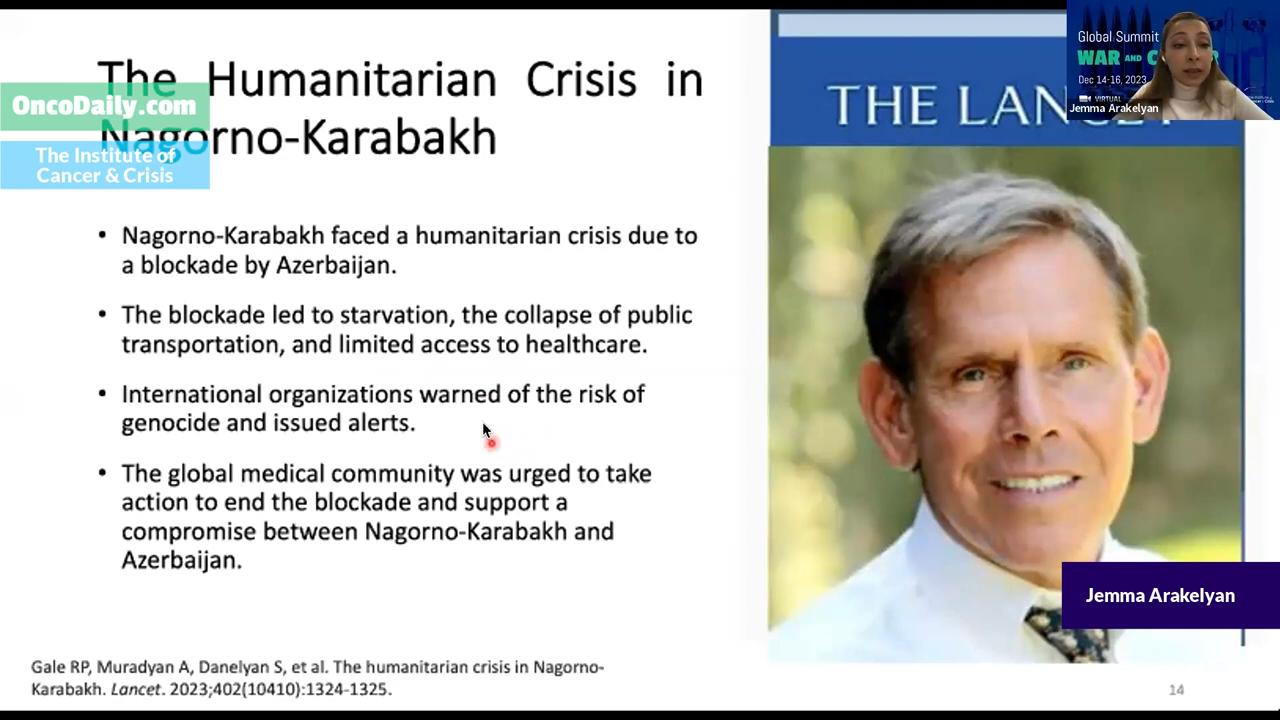 The Humanitarian Crisis in
Nagorno-Karabakh
OncoDaily.com
The Institute of
Cancer & Crisis
• Nagorno-Karabakh faced a humanitarian crisis due to
a blockade by Azerbaijan.
• The blockade led to starvation, the collapse of public
transportation, and limited access to healthcare.
• International organizations warned of the risk of
genocide and issued alerts.
• The global medical community was urged to take
action to end the blockade and support a
compromise between Nagorno-Karabakh and
Azerbaijan.
Gale RP, Muradyan A, Danelyan S, et al. The humanitarian crisis in Nagorno-
Karabakh. Lancet. 2023;402(10410):1324-1325.
14
THE LANCET
Global Summit
WAR AND
Dec 14-16, 2023
VIRTUAL
Jemma Arakelyan
Jemma Arakelyan